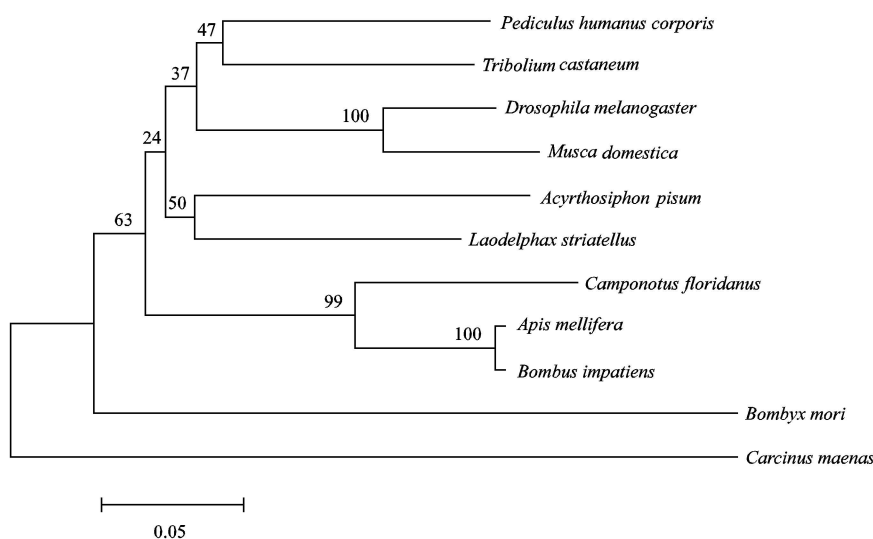 47 Pediculus humanus corporis
Tribolium castaneum
37
100 Drosophila melanogaster
24 Musca domestica
50 Acyrthosiphon pisum
63
Laodelphax striatellus
99 Camponotus floridanus
100 Apis mellifera
Bombus impatiens
Bombyx mori
Carcinus maenas
0.05